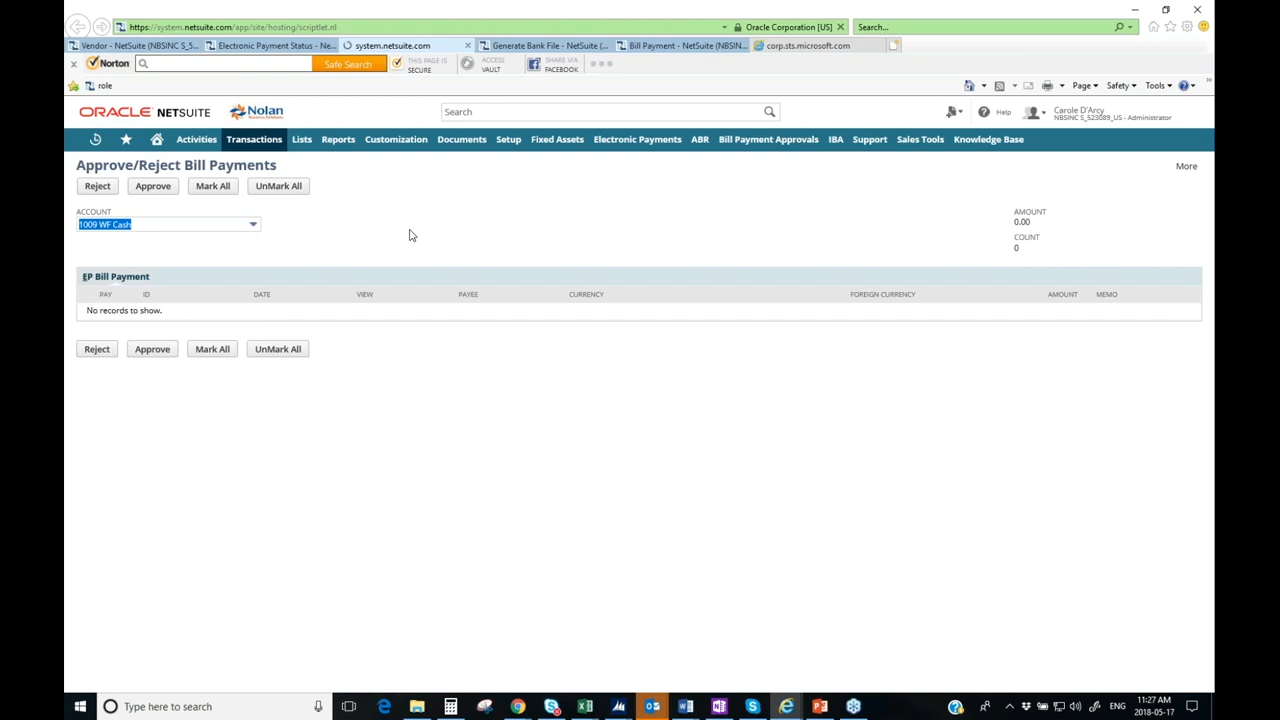 https://system.netsuite.com/app/site/hosting/scriptlet.nl
Oracle Corporation [US]
Search...
Vendor - NetSuite (NBSINC S_5...
Electronic Payment Status - Ne...
system.netsuite.com
Generate Bank File - NetSuite (...
Bill Payment - NetSuite (NBSIN...
corp.sts.microsoft.com
Norton
Safe Search
THIS PAGE IS
SECURE
ACCESS
VAULT
SHARE VIA
FACEBOOK
role
Page
Safety
Tools
ORACLE NETSUITE
Nolan
Search
Help
Carole D'Arcy
NBSINC S_523089_US - Administrator
Activities
Transactions
Lists
Reports
Customization
Documents
Setup
Fixed Assets
Electronic Payments
ABR
Bill Payment Approvals
IBA
Support
Sales Tools
Knowledge Base
Approve/Reject Bill Payments
More
Reject
Approve
Mark All
UnMark All
ACCOUNT
1009 WF Cash
AMOUNT
0.00
COUNT
0
EP Bill Payment
PAY
ID
DATE
VIEW
PAYEE
CURRENCY
FOREIGN CURRENCY
AMOUNT
MEMO
No records to show.
Reject
Approve
Mark All
UnMark All
Type here to search
ENG
11:27 AM
2018-05-17